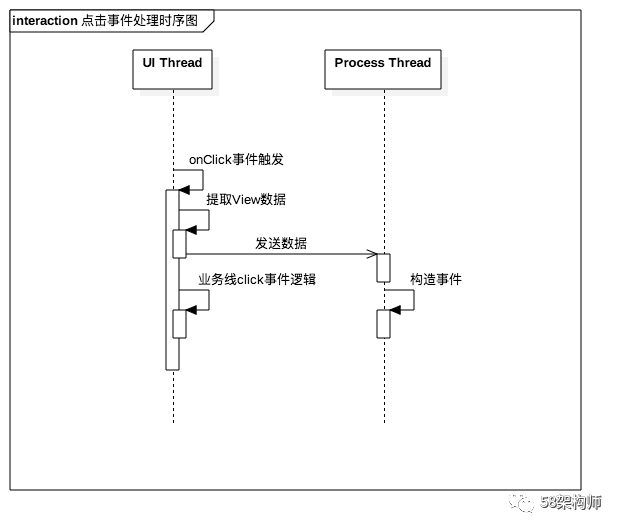 interaction 点击事件处理时序图
UI Thread
Process Thread
onClick事件触发
提取View数据
发送数据
业务线click事件逻辑
构造事件
58架构师